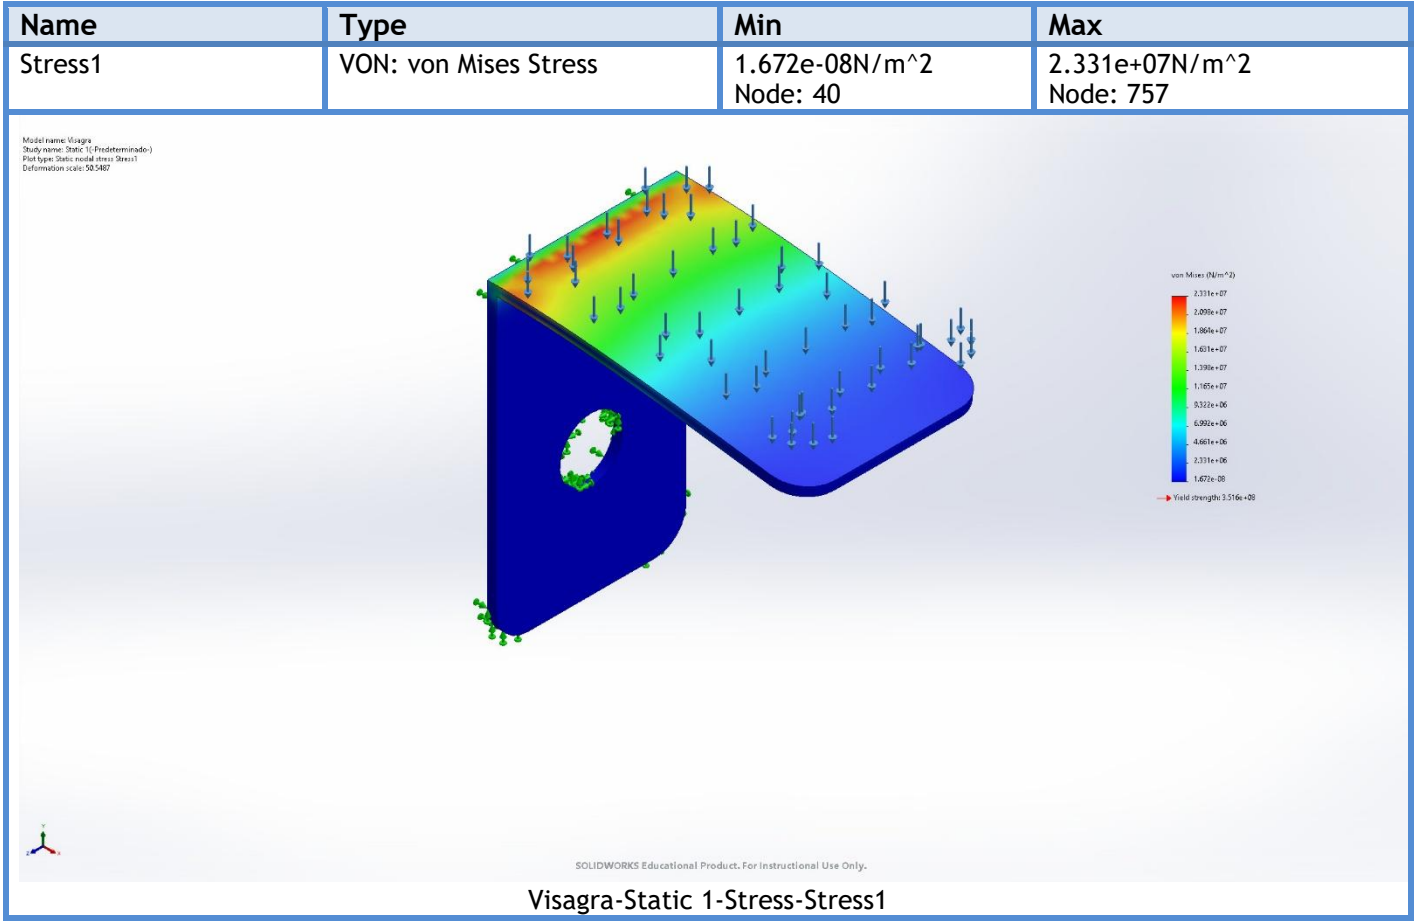 Name Type Min Max
Stress1 VON: von Mises Stress 1.672e-08N/m^2 2.331e+07N/m^2
Node: 40 Node: 757
Model name: Visagra
Study name: Static 1(-Predeterminado-)
Plot type: Static nodal stress Stress1
Deformation scale: 50.5487
von Mises (N/m^2)
2.331e+07
2.098e+07
1.864e+07
1.631e+07
1.398e+07
1.165e+07
9.322e+06
6.992e+06
4.661e+06
2.331e+06
1.672e-08
Yield strength: 3.516e+08
Y
Z X
SOLIDWORKS Educational Product. For Instructional Use Only.
Visagra-Static 1-Stress-Stress1